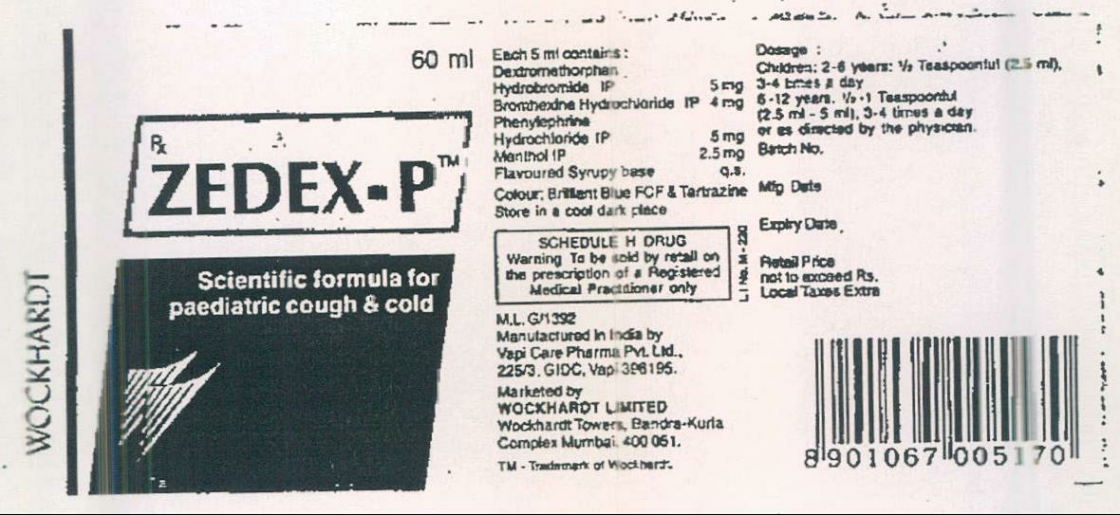 WOCKHARDT
60 ml
Rx
ZEDEX-P™
Scientific formula for
paediatric cough & cold
Each 5 ml contains :
Dextromethorphan
Hydrobromide IP 5 mg
Bromhexine Hydrochloride IP 4 mg
Phenylephrine
Hydrochloride IP 5 mg
Menthol IP 2.5 mg
Flavoured Syrupy base q.s.
Colour: Brilliant Blue FCF & Tartrazine
Store in a cool dark place
SCHEDULE H DRUG
Warning To be sold by retail on
the prescription of a Registered
Medical Practitioner only
M.L. G/1392
Manufactured in India by
Vapi Care Pharma Pvt. Ltd.,
225/3, GIDC, Vapi 396195.
Marketed by
WOCKHARDT LIMITED
Wockhardt Towers, Bandra-Kurla
Complex Mumbai 400 051.
TM - Trademark of Wockhardt.
Dosage :
Children: 2-6 years: ½ Teaspoonful (2.5 ml),
3-4 times a day
6-12 years. ½-1 Teaspoonful
(2.5 ml - 5 ml), 3-4 times a day
or as directed by the physician.
Batch No.
Mfg Date
Expiry Date
Retail Price
not to exceed Rs.
Local Taxes Extra
8 901067 005170